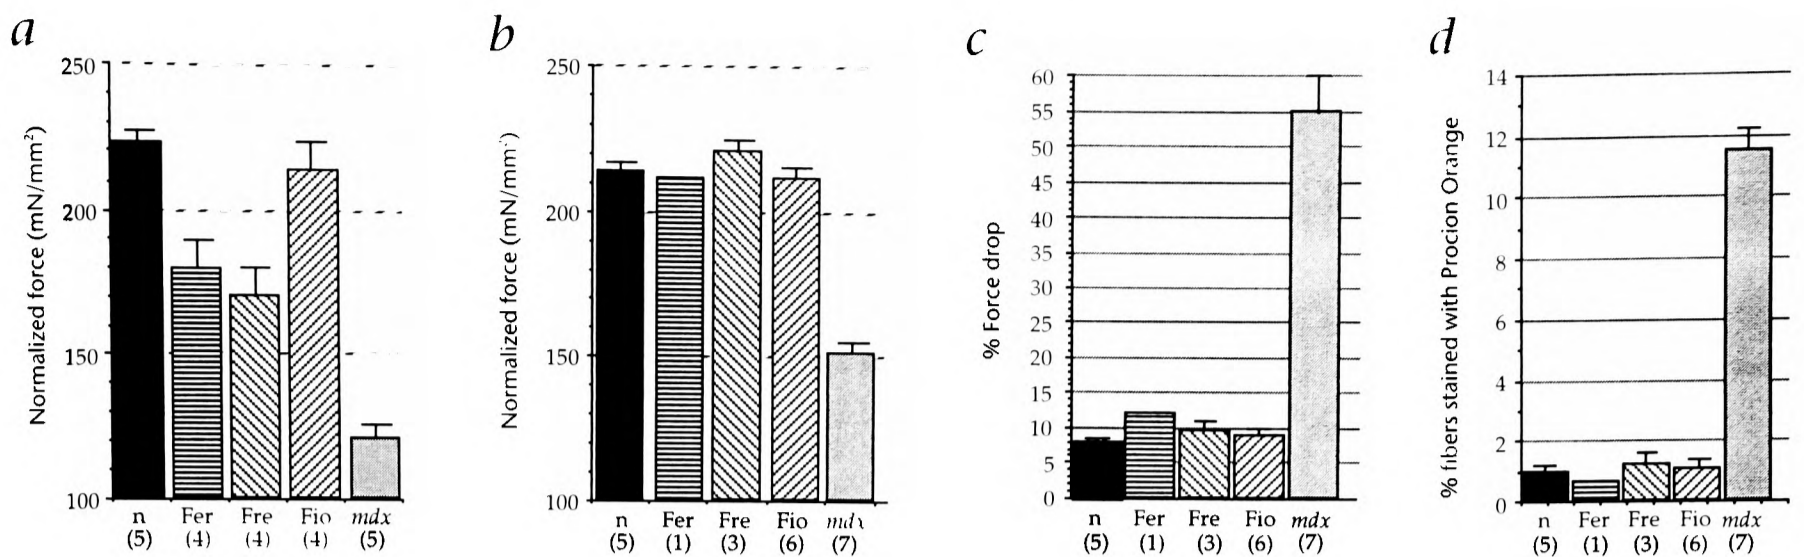 a
Normalized force (mN/mm²)
250
200
150
100
n Fer Fre Fio mdx
(5) (4) (4) (4) (5)
b
Normalized force (mN/mm²)
250
200
150
100
n Fer Fre Fio mdx
(5) (1) (3) (6) (7)
c
% Force drop
60
55
50
45
40
35
30
25
20
15
10
5
0
n Fer Fre Fio mdx
(5) (1) (3) (6) (7)
d
% fibers stained with Procion Orange
14
12
10
8
6
4
2
0
n Fer Fre Fio mdx
(5) (1) (3) (6) (7)